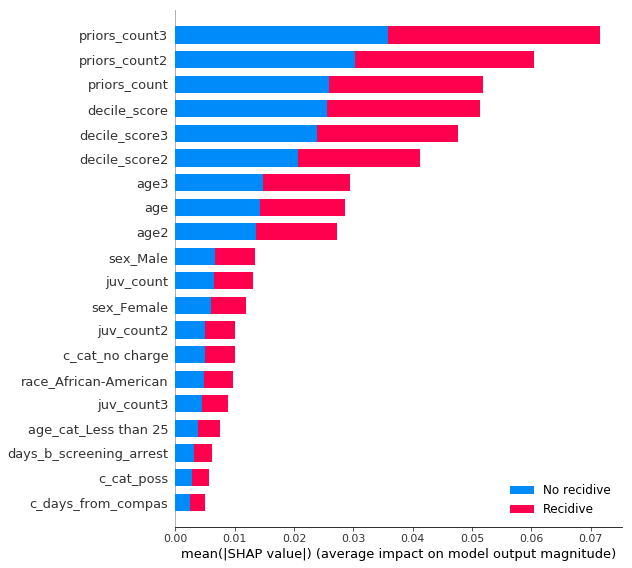 priors_count3
priors_count2
priors_count
decile_score
decile_score3
decile_score2
age3
age
age2
sex_Male
juv_count
sex_Female
juv_count2
c_cat_no charge
race_African-American
juv_count3
age_cat_Less than 25
days_b_screening_arrest
c_cat_poss
c_days_from_compas
No recidive
Recidive
0.00 0.01 0.02 0.03 0.04 0.05 0.06 0.07
mean(|SHAP value|) (average impact on model output magnitude)